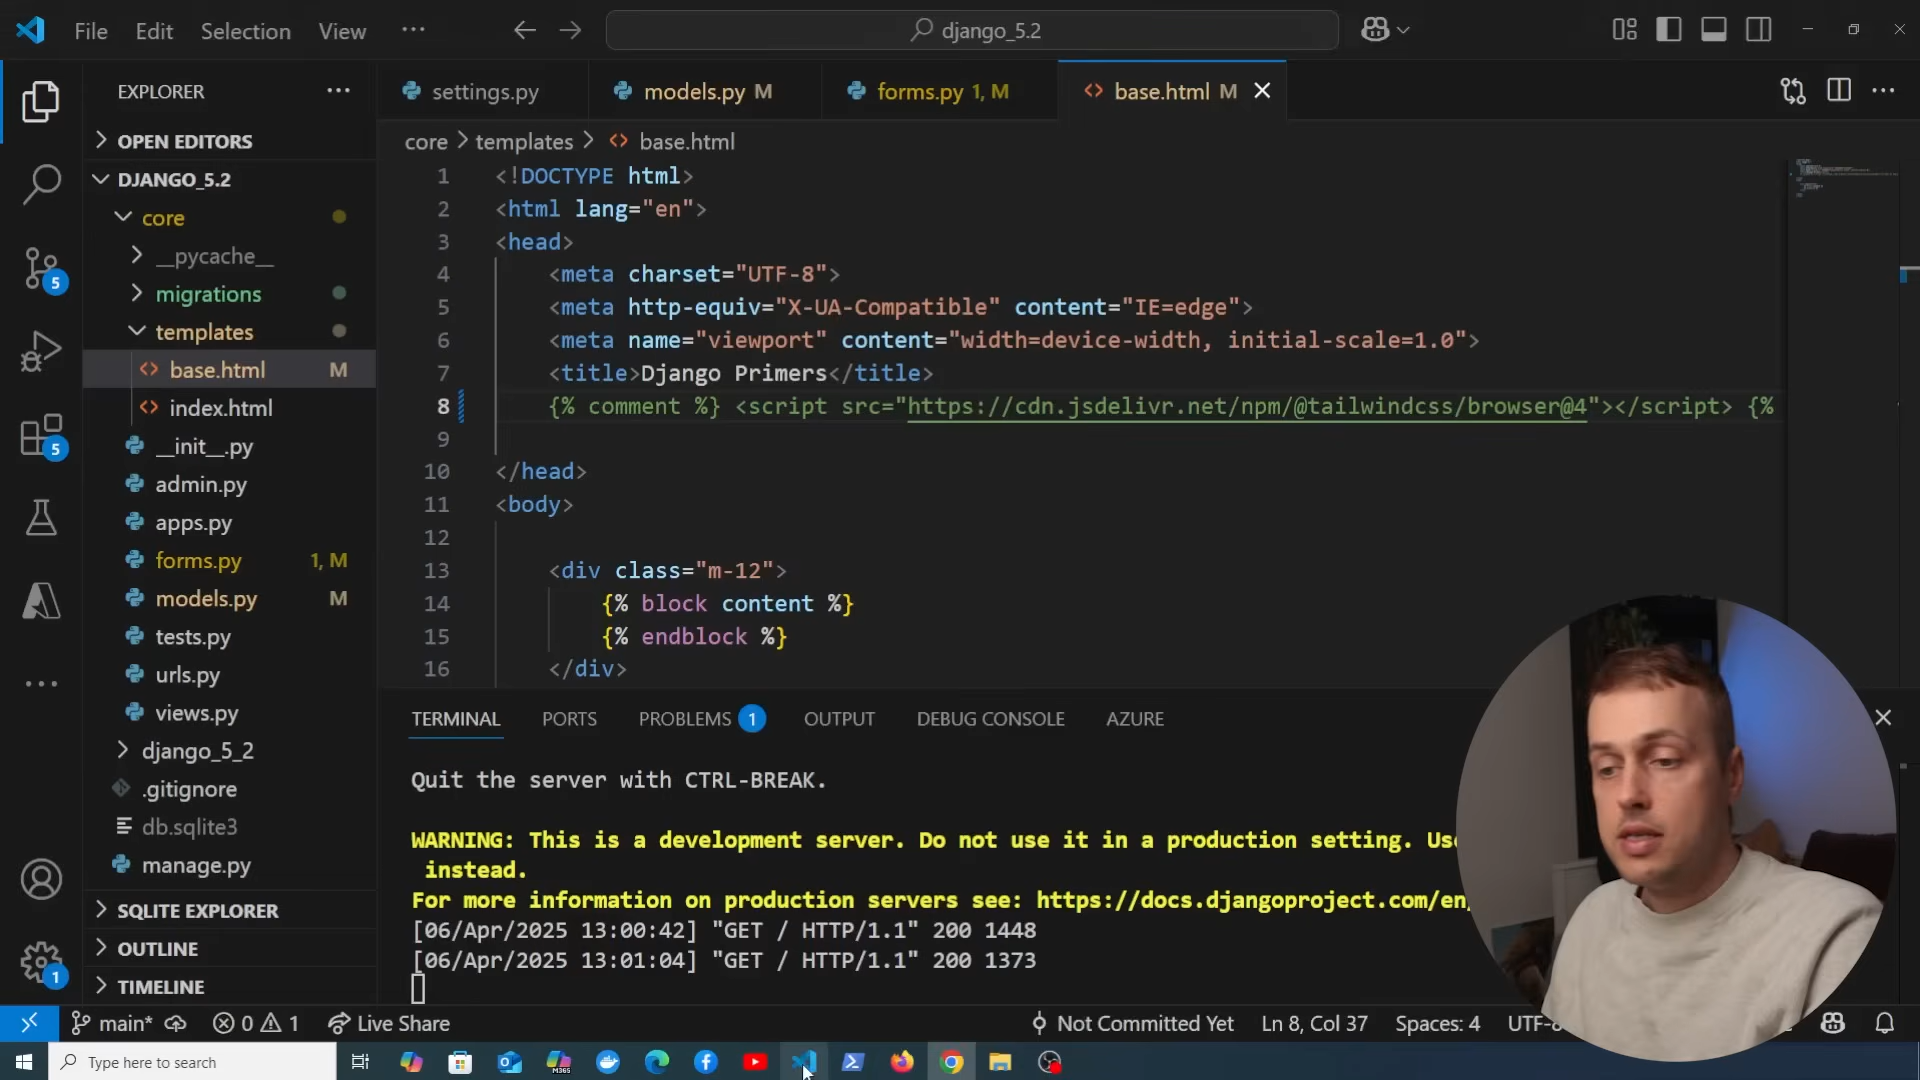 File Edit Selection View ··· django_5.2
EXPLORER
settings.py models.py M forms.py 1, M base.html M
OPEN EDITORS
core > templates > base.html
DJANGO_5.2
core
__pycache__
migrations
templates
base.html M
index.html
__init__.py
admin.py
apps.py
forms.py 1, M
models.py M
tests.py
urls.py
views.py
django_5_2
.gitignore
db.sqlite3
manage.py
SQLITE EXPLORER
OUTLINE
TIMELINE
5
5
1
1 <!DOCTYPE html>
2 <html lang="en">
3 <head>
4 <meta charset="UTF-8">
5 <meta http-equiv="X-UA-Compatible" content="IE=edge">
6 <meta name="viewport" content="width=device-width, initial-scale=1.0">
7 <title>Django Primers</title>
8 {% comment %} <script src="https://cdn.jsdelivr.net/npm/@tailwindcss/browser@4"></script> {%
9
10 </head>
11 <body>
12
13 <div class="m-12">
14 {% block content %}
15 {% endblock %}
16 </div>
TERMINAL PORTS PROBLEMS 1 OUTPUT DEBUG CONSOLE AZURE
Quit the server with CTRL-BREAK.
WARNING: This is a development server. Do not use it in a production setting. Us
instead.
For more information on production servers see: https://docs.djangoproject.com/en/
[06/Apr/2025 13:00:42] "GET / HTTP/1.1" 200 1448
[06/Apr/2025 13:01:04] "GET / HTTP/1.1" 200 1373
main* 0 1 Live Share Not Committed Yet Ln 8, Col 37 Spaces: 4 UTF-8
Type here to search M365